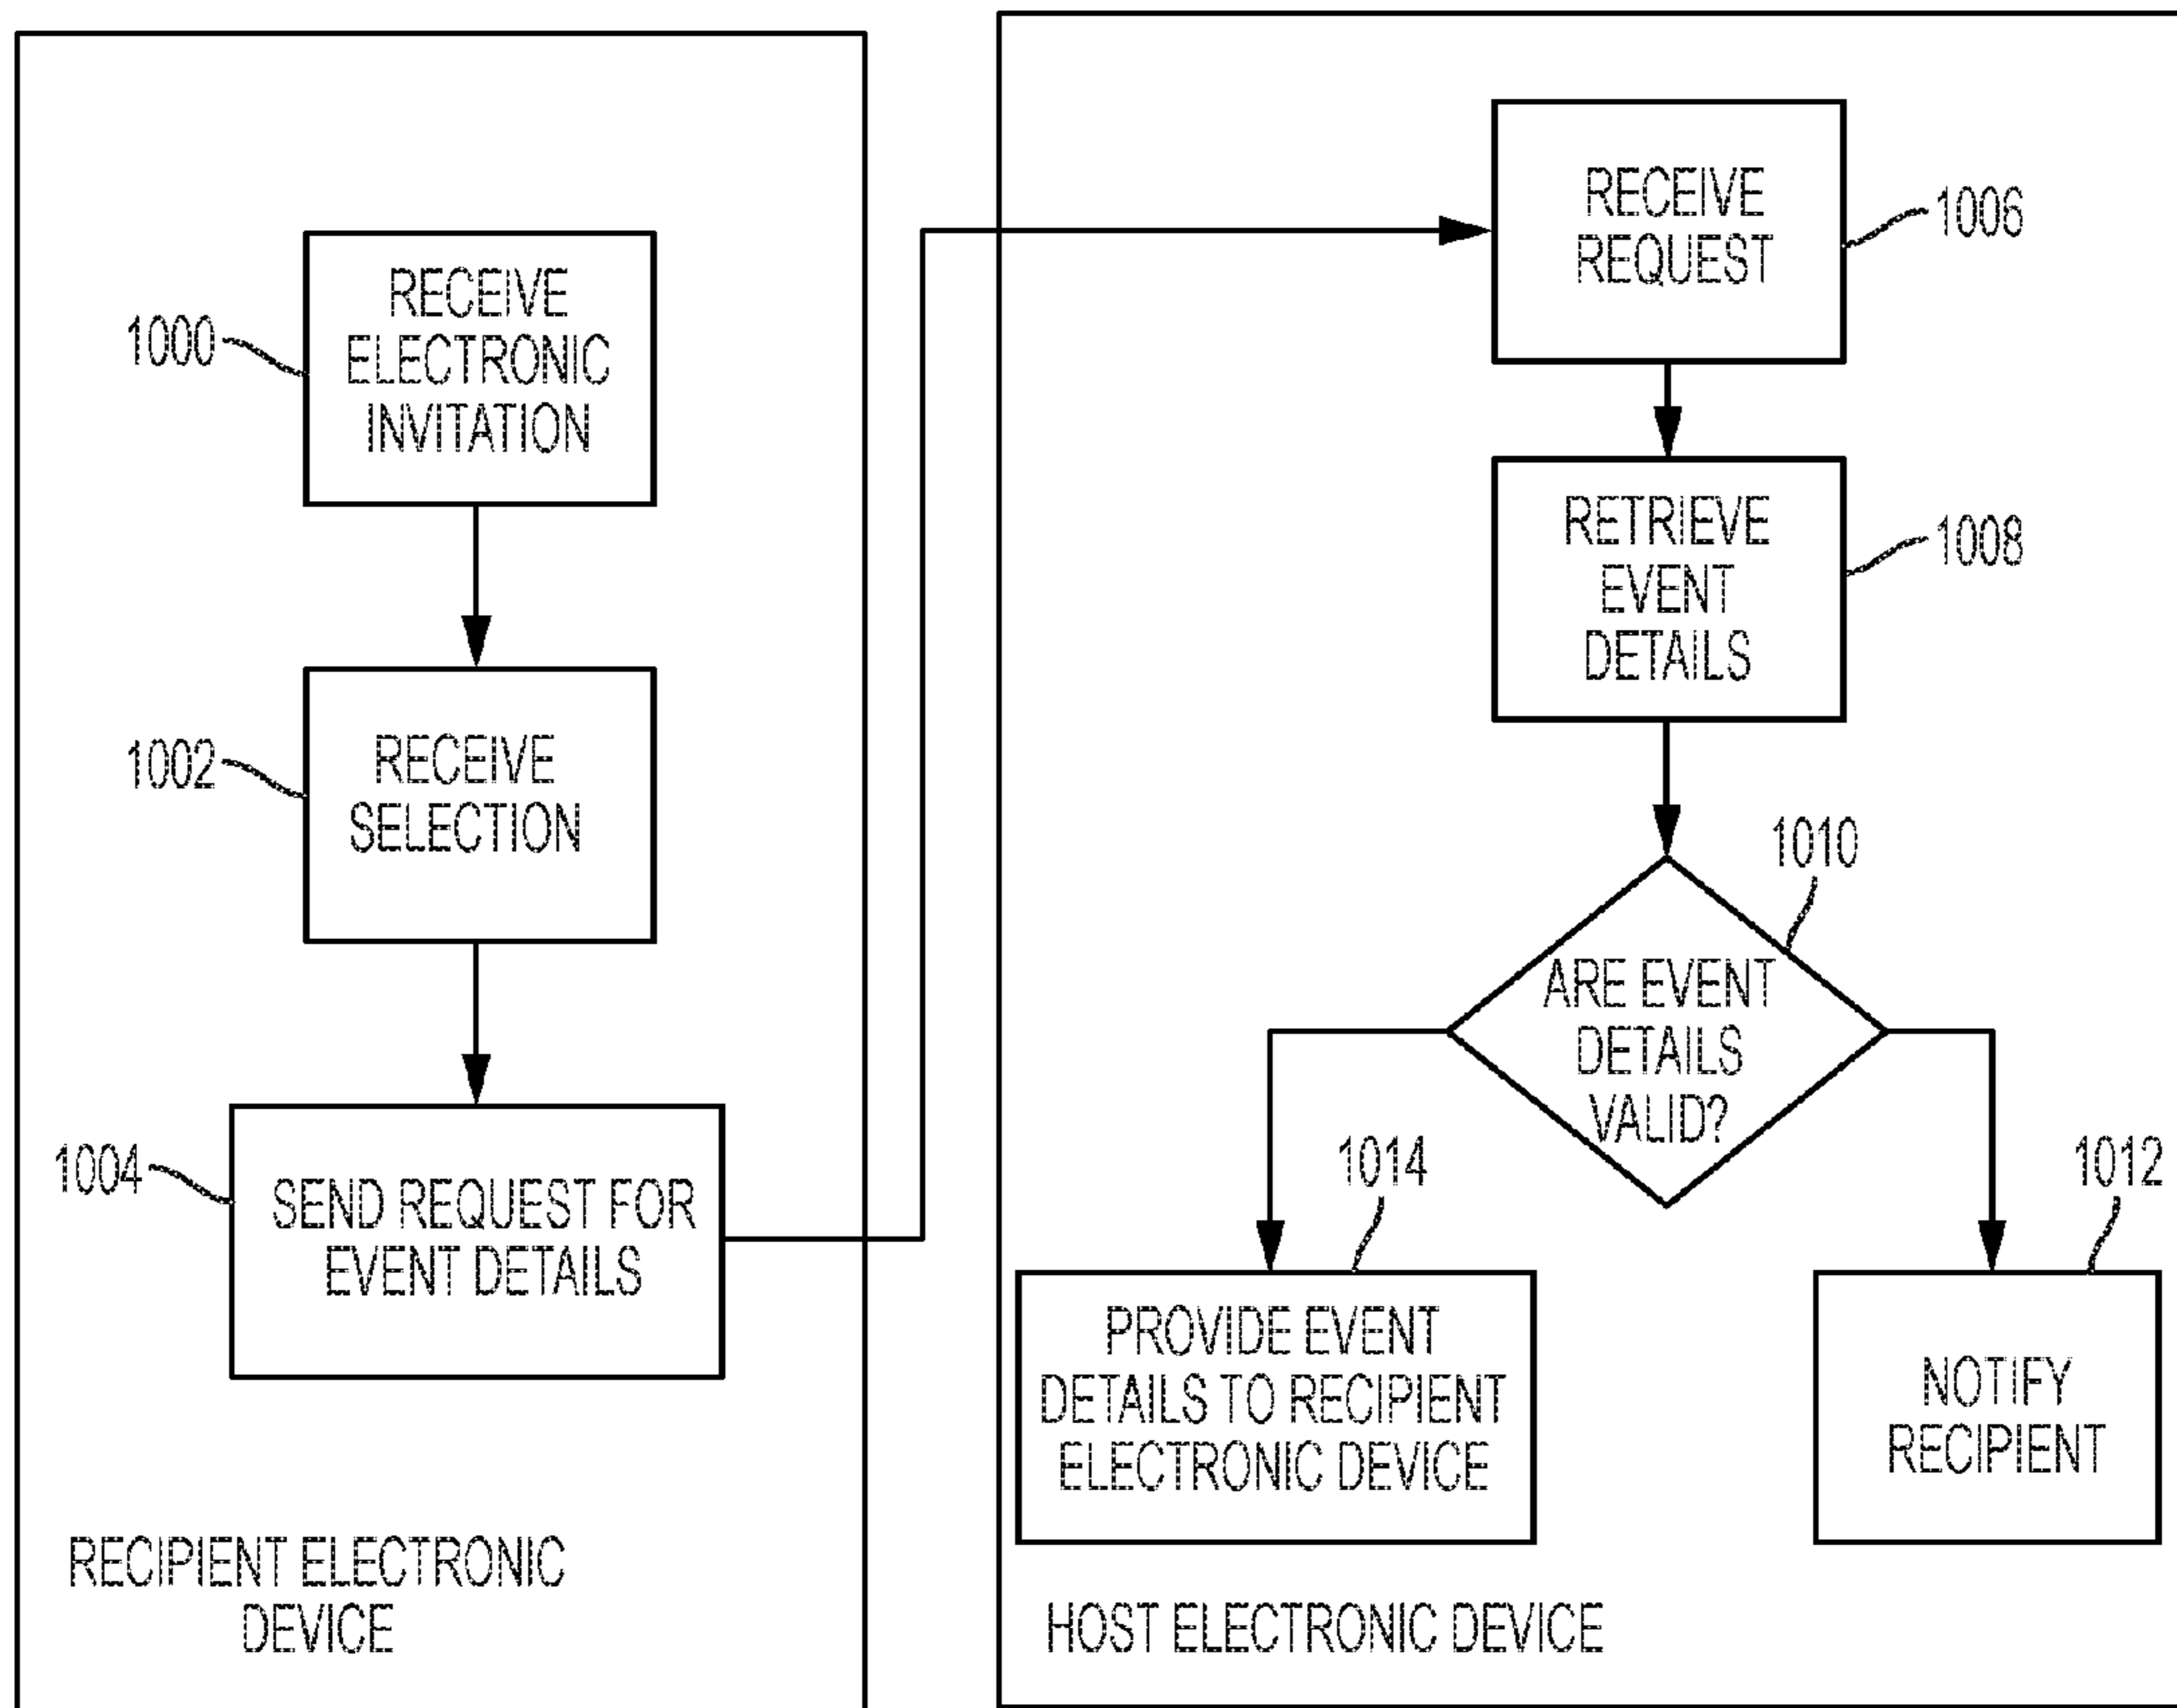 1000
RECEIVE
ELECTRONIC
INVITATION
1002
RECEIVE
SELECTION
1004
SEND REQUEST FOR
EVENT DETAILS
RECIPIENT ELECTRONIC
DEVICE
RECEIVE
REQUEST
1006
RETRIEVE
EVENT
DETAILS
1008
1010
ARE EVENT
DETAILS
VALID?
1014
PROVIDE EVENT
DETAILS TO RECIPIENT
ELECTRONIC DEVICE
1012
NOTIFY
RECIPIENT
HOST ELECTRONIC DEVICE